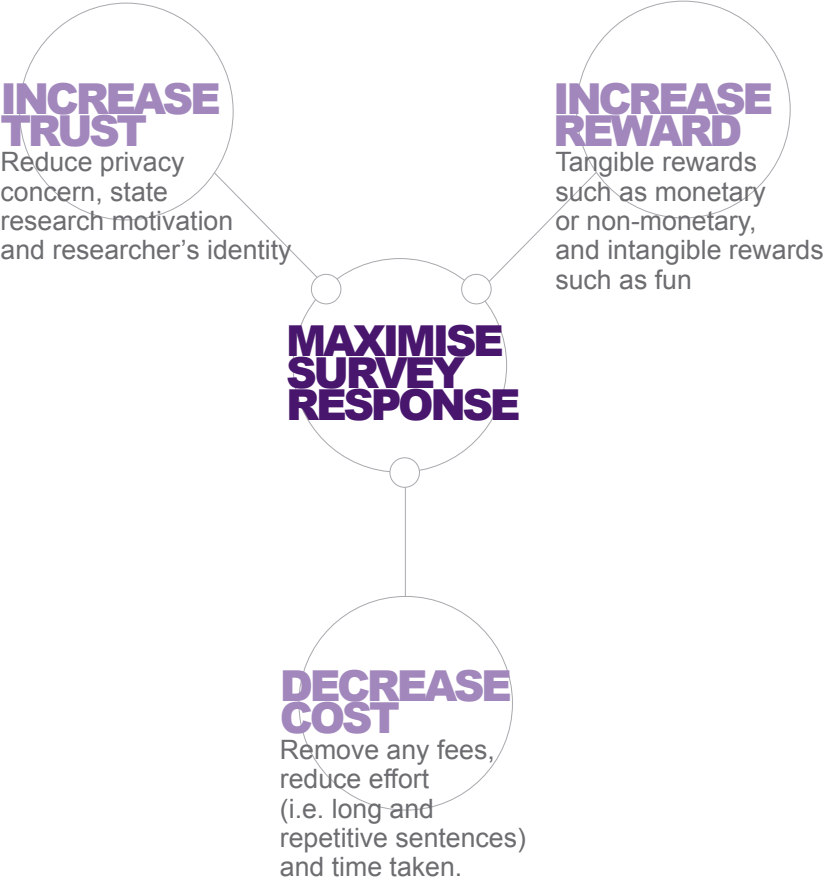 INCREASE
TRUST
Reduce privacy
concern, state
research motivation
and researcher’s identity
INCREASE
REWARD
Tangible rewards
such as monetary
or non-monetary,
and intangible rewards
such as fun
MAXIMISE
SURVEY
RESPONSE
DECREASE
COST
Remove any fees,
reduce effort
(i.e. long and
repetitive sentences)
and time taken.